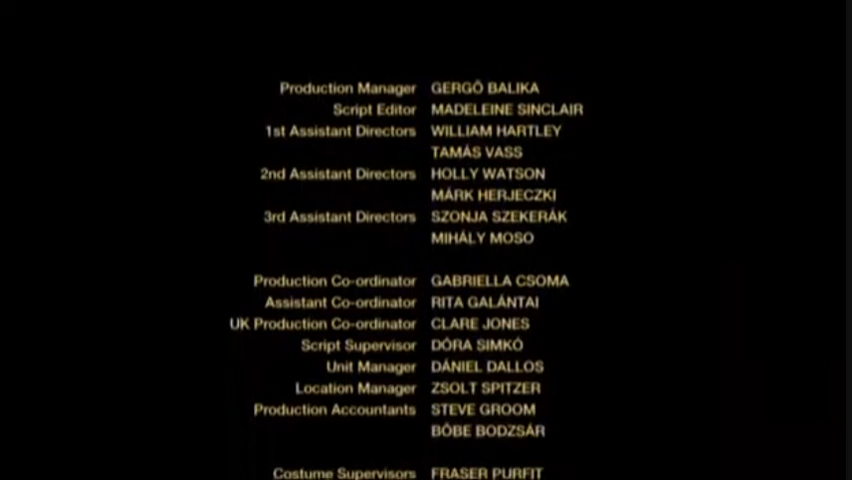 Production Manager GERGÕ BALIKA
Script Editor MADELEINE SINCLAIR
1st Assistant Directors WILLIAM HARTLEY
TAMÁS VASS
2nd Assistant Directors HOLLY WATSON
MÁRK HERJECZKI
3rd Assistant Directors SZONJA SZEKERÁK
MIHÁLY MOSO
Production Co-ordinator GABRIELLA CSOMA
Assistant Co-ordinator RITA GALÁNTAI
UK Production Co-ordinator CLARE JONES
Script Supervisor DÓRA SIMKÓ
Unit Manager DÁNIEL DALLOS
Location Manager ZSOLT SPITZER
Production Accountants STEVE GROOM
BÕBE BODZSÁR
Costume Supervisors FRASER PURFIT